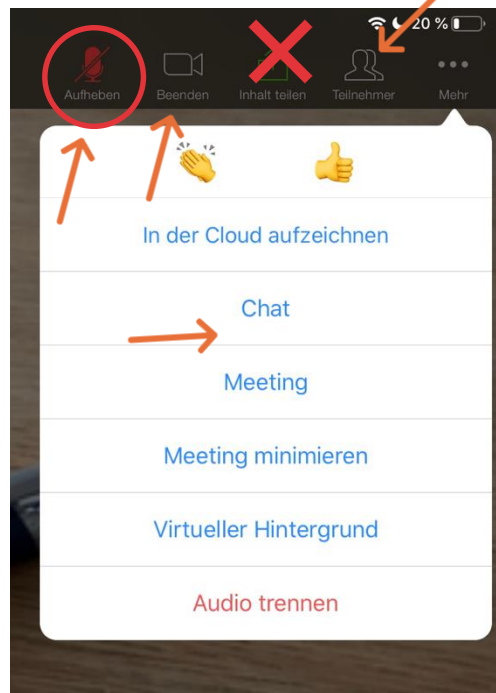 20 %
Aufheben Beenden Inhalt teilen Teilnehmer Mehr
In der Cloud aufzeichnen
Chat
Meeting
Meeting minimieren
Virtueller Hintergrund
Audio trennen